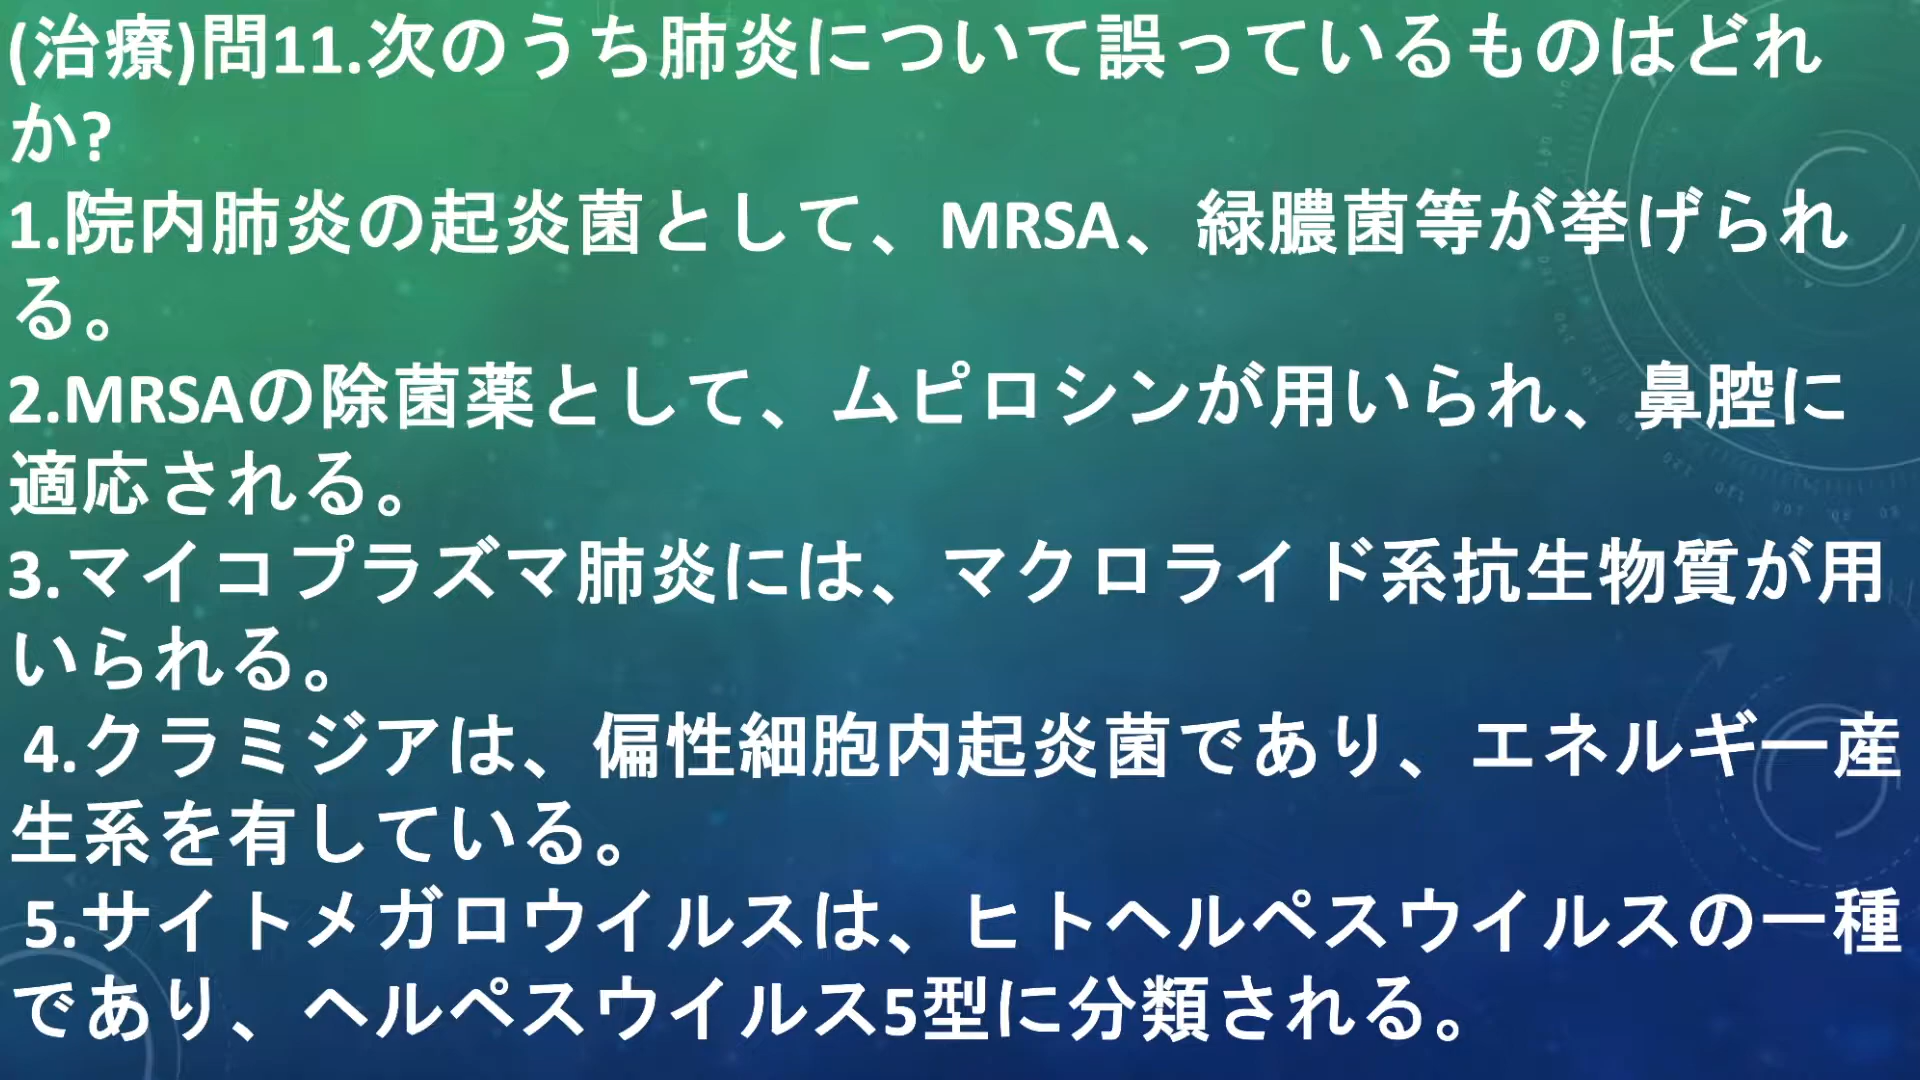 (治療)問11.次のうち肺炎について誤っているものはどれ
か?
1.院内肺炎の起炎菌として、MRSA、緑膿菌等が挙げられ
る。
2.MRSAの除菌薬として、ムピロシンが用いられ、鼻腔に
適応される。
3.マイコプラズマ肺炎には、マクロライド系抗生物質が用
いられる。
4.クラミジアは、偏性細胞内起炎菌であり、エネルギー産
生系を有している。
5.サイトメガロウイルスは、ヒトヘルペスウイルスの一種
であり、ヘルペスウイルス5型に分類される。